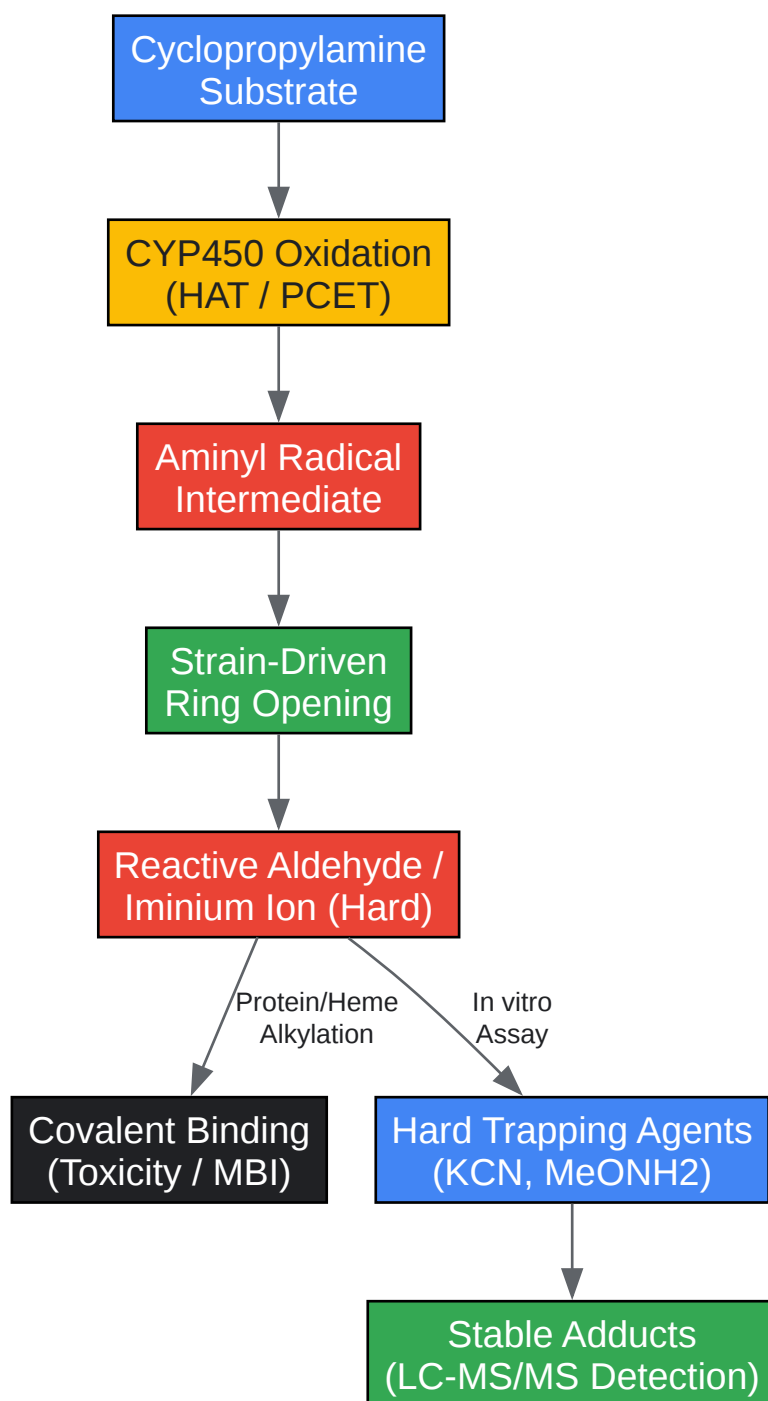 Cyclopropylamine
Substrate
CYP450 Oxidation
(HAT / PCET)
Aminyl Radical
Intermediate
Strain-Driven
Ring Opening
Reactive Aldehyde /
Iminium Ion (Hard)
Protein/Heme
Alkylation
In vitro
Assay
Covalent Binding
(Toxicity / MBI)
Hard Trapping Agents
(KCN, MeONH2)
Stable Adducts
(LC-MS/MS Detection)